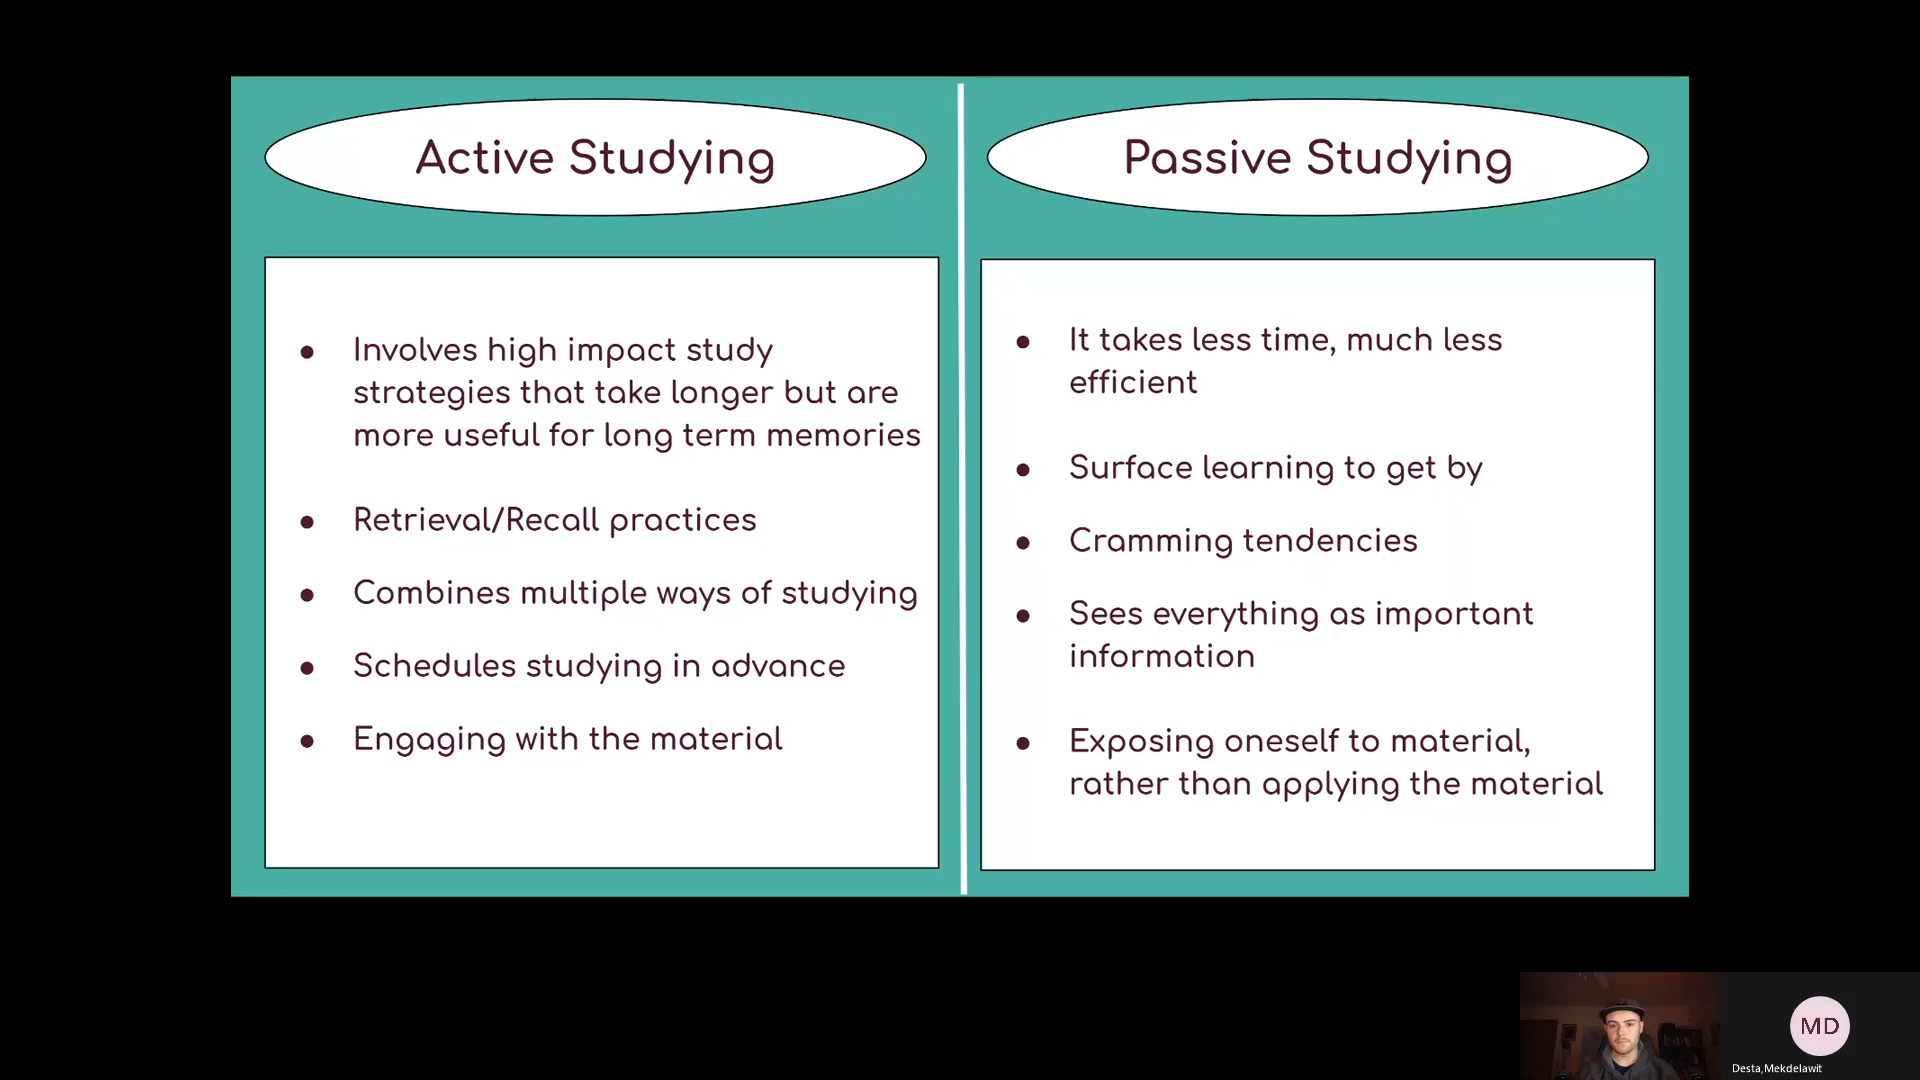 Active Studying
Involves high impact study
strategies that take longer but are
more useful for long term memories
Retrieval/Recall practices
Combines multiple ways of studying
Schedules studying in advance
Engaging with the material
Passive Studying
It takes less time, much less
efficient
Surface learning to get by
Cramming tendencies
Sees everything as important
information
Exposing oneself to material,
rather than applying the material
MD
Desta,Mekdelawit